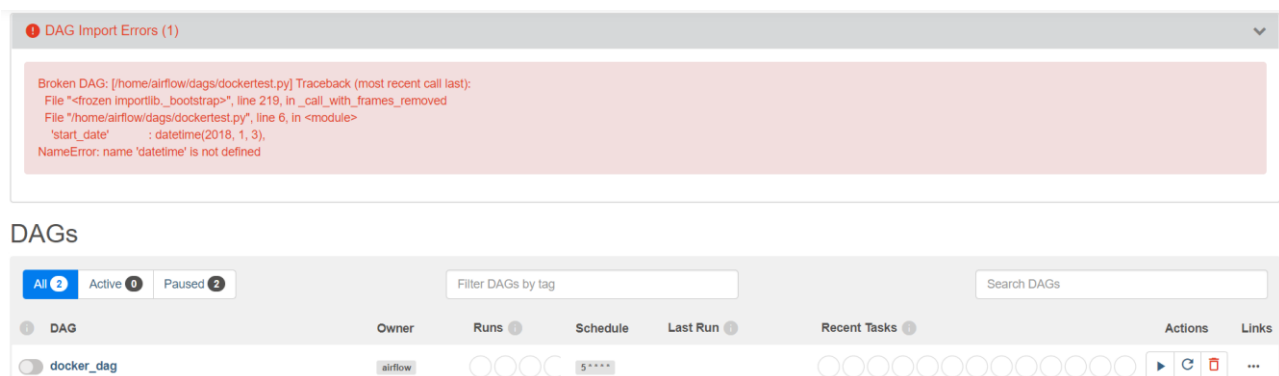 DAG Import Errors (1)
Broken DAG: [/home/airflow/dags/dockertest.py] Traceback (most recent call last):
File "<frozen importlib._bootstrap>", line 219, in _call_with_frames_removed
File "/home/airflow/dags/dockertest.py", line 6, in <module>
'start_date' : datetime(2018, 1, 3),
NameError: name 'datetime' is not defined
DAGs
All 2 Active 0 Paused 2 Filter DAGs by tag Search DAGs
i DAG Owner Runs i Schedule Last Run i Recent Tasks i Actions Links
docker_dag airflow 5 * * * *